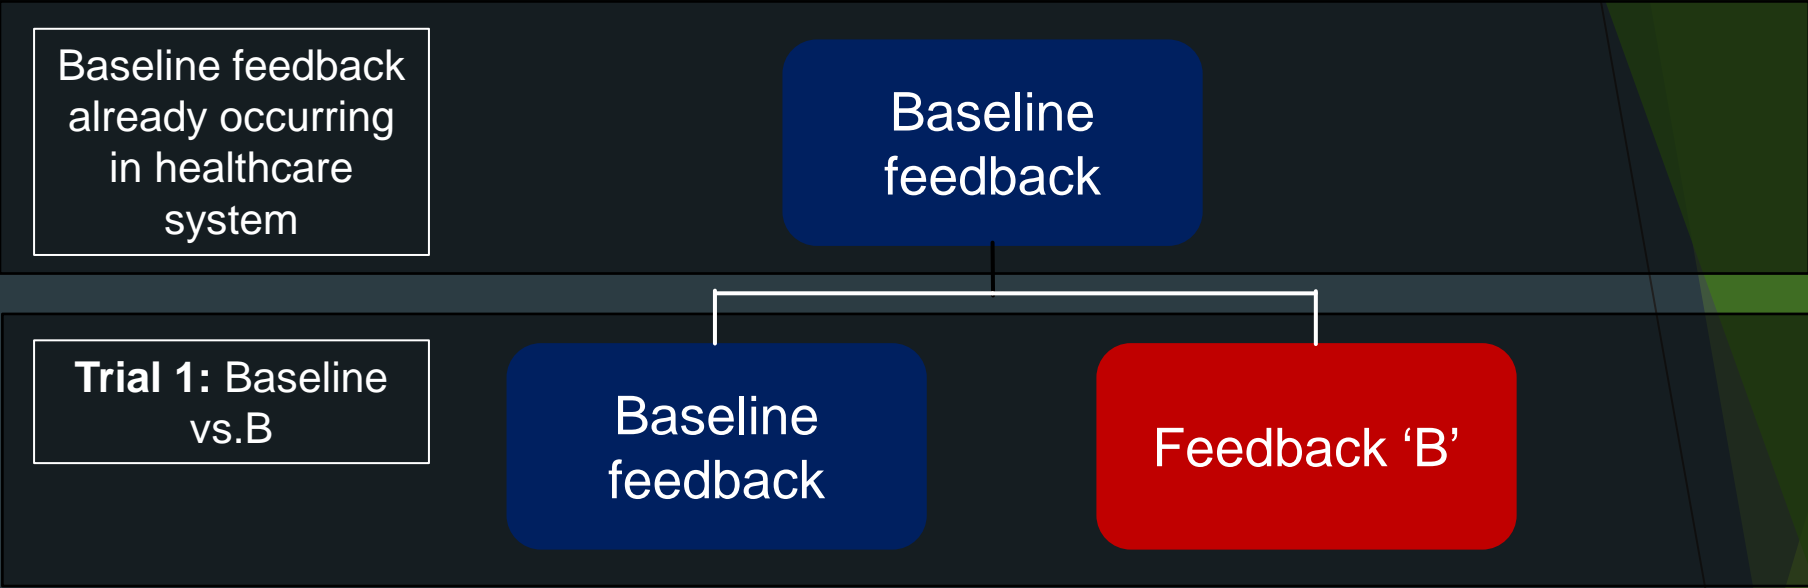 Baseline feedback
already occurring
in healthcare
system
Baseline
feedback
Trial 1: Baseline
vs.B
Baseline
feedback
Feedback ‘B’